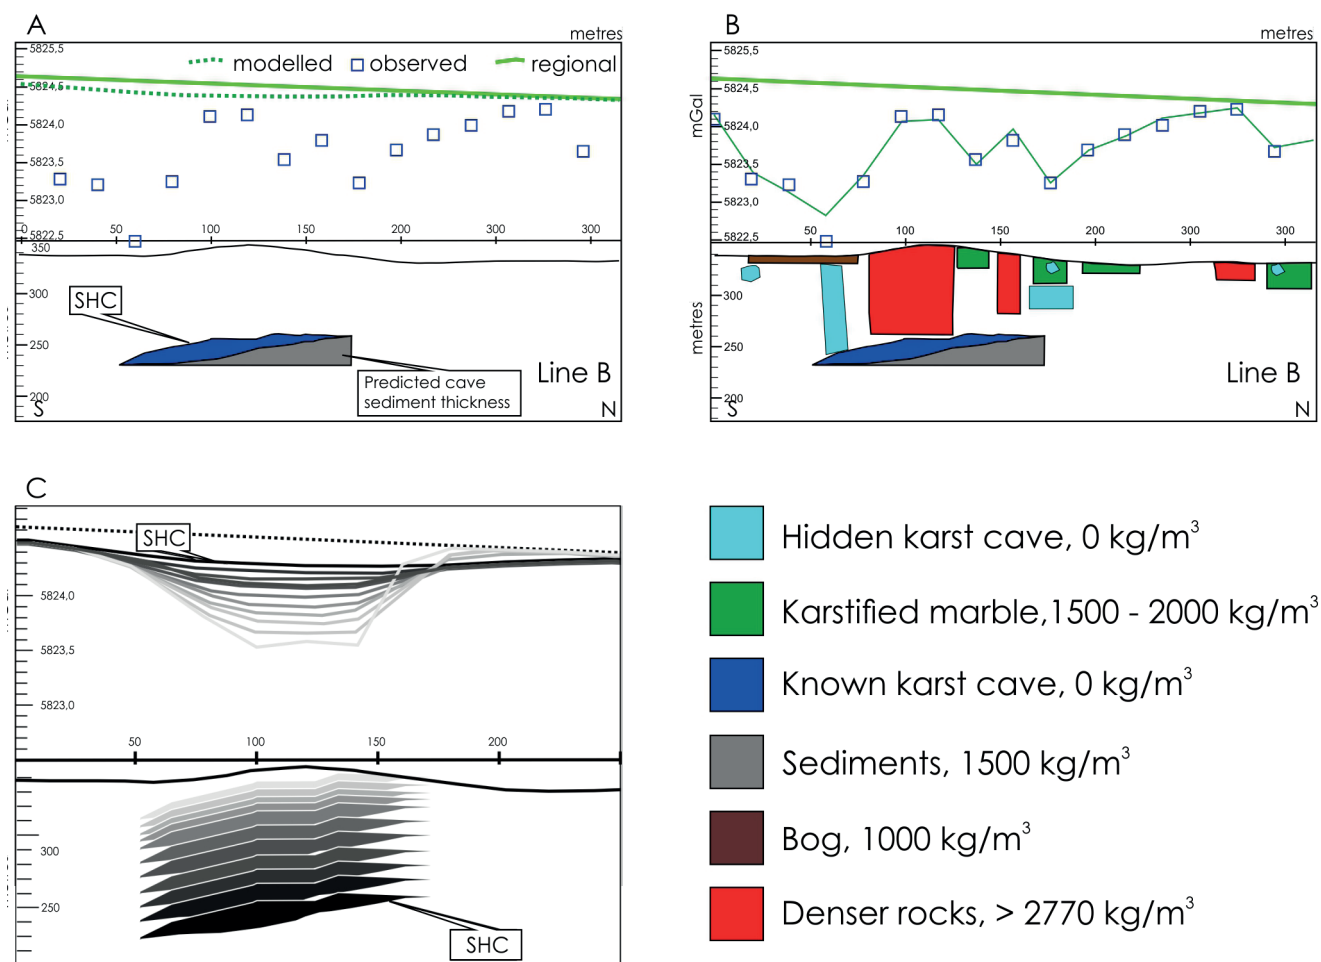 A
metres
5825,5
modelled
observed
regional
5824,5
5824,0
5823,5
5823,0
5822,5
0
50
100
150
200
300
350
300
250
200
SHC
Predicted cave
sediment thickness
Line B
S
N
B
metres
5825,5
5824,5
5824,0
5823,5
5823,0
5822,5
mGal
50
100
150
200
300
300
300
250
200
metres
Line B
S
N
C
SHC
5824,0
5823,5
5823,0
50
100
150
200
300
250
SHC
Hidden karst cave, 0 kg/m³
Karstified marble,1500 - 2000 kg/m³
Known karst cave, 0 kg/m³
Sediments, 1500 kg/m³
Bog, 1000 kg/m³
Denser rocks, > 2770 kg/m³